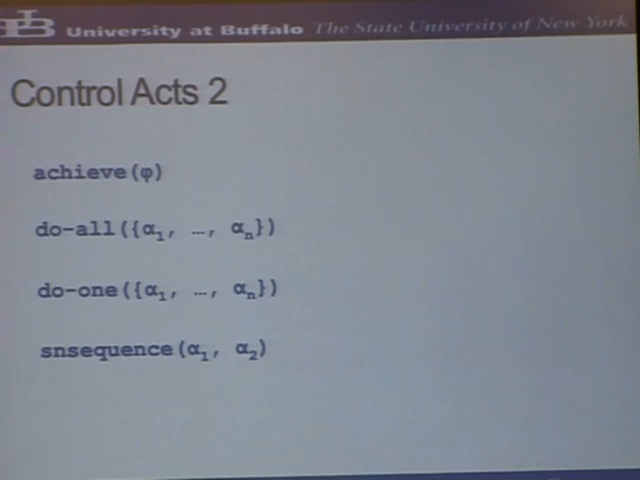 UB University at Buffalo The State University of New York
Control Acts 2
achieve(φ)
do-all({α₁, …, αₙ})
do-one({α₁, …, αₙ})
snsequence(α₁, α₂)